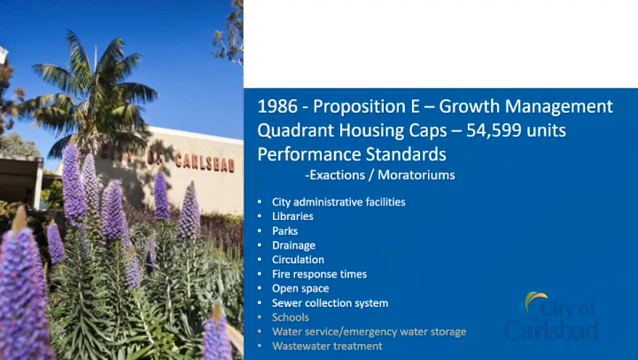 CITY OF CARLSBAD
1986 - Proposition E – Growth Management
Quadrant Housing Caps – 54,599 units
Performance Standards
-Exactions / Moratoriums
• City administrative facilities
• Libraries
• Parks
• Drainage
• Circulation
• Fire response times
• Open space
• Sewer collection system
• Schools
• Water service/emergency water storage
• Wastewater treatment
City of
Carlsbad